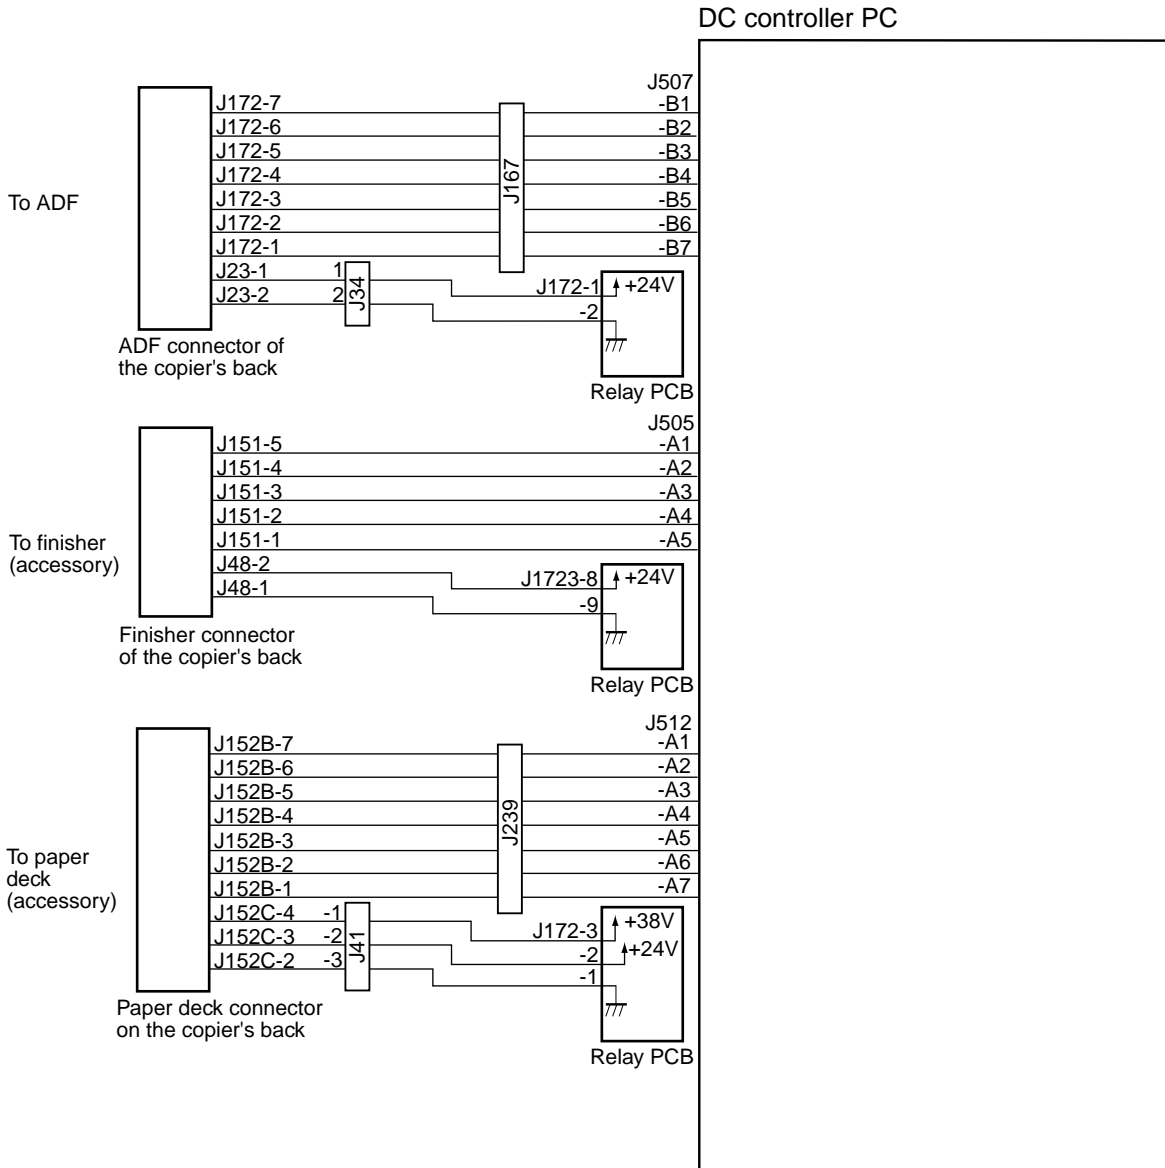 DC controller PC
J507
J172-7
-B1
J172-6
-B2
J172-5
-B3
J172-4
-B4
J172-3
-B5
J172-2
-B6
J172-1
-B7
J167
To ADF
J23-1
1
J23-2
2
J34
J172-1
+24V
-2
ADF connector of
the copier's back
Relay PCB
J505
J151-5
-A1
J151-4
-A2
J151-3
-A3
J151-2
-A4
J151-1
-A5
To finisher
(accessory)
J48-2
J48-1
J1723-8
+24V
-9
Finisher connector
of the copier's back
Relay PCB
J512
J152B-7
-A1
J152B-6
-A2
J152B-5
-A3
J152B-4
-A4
J152B-3
-A5
J152B-2
-A6
J152B-1
-A7
J239
To paper
deck
(accessory)
J152C-4
-1
J152C-3
-2
J152C-2
-3
J41
J172-3
+38V
-2
+24V
-1
Paper deck connector
on the copier's back
Relay PCB